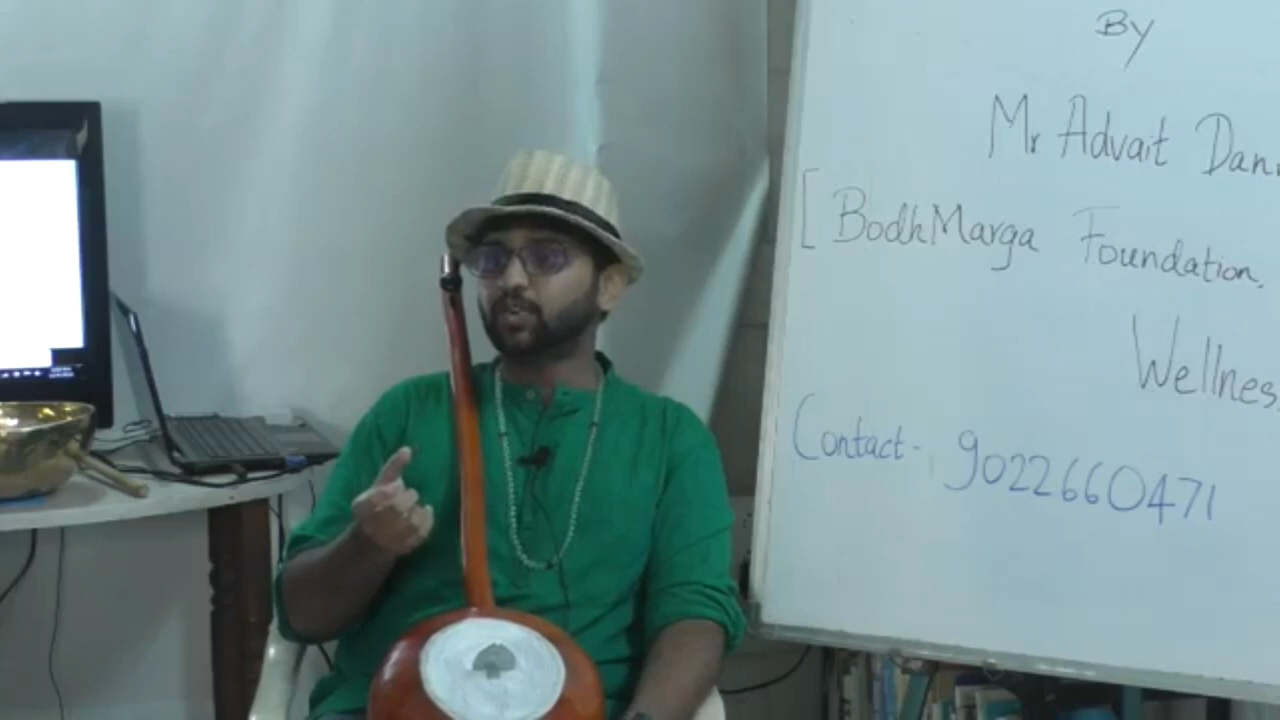 By
Mr Advait
[ BodhMarga Foundation,
Wellnes
Contact - 9022660471